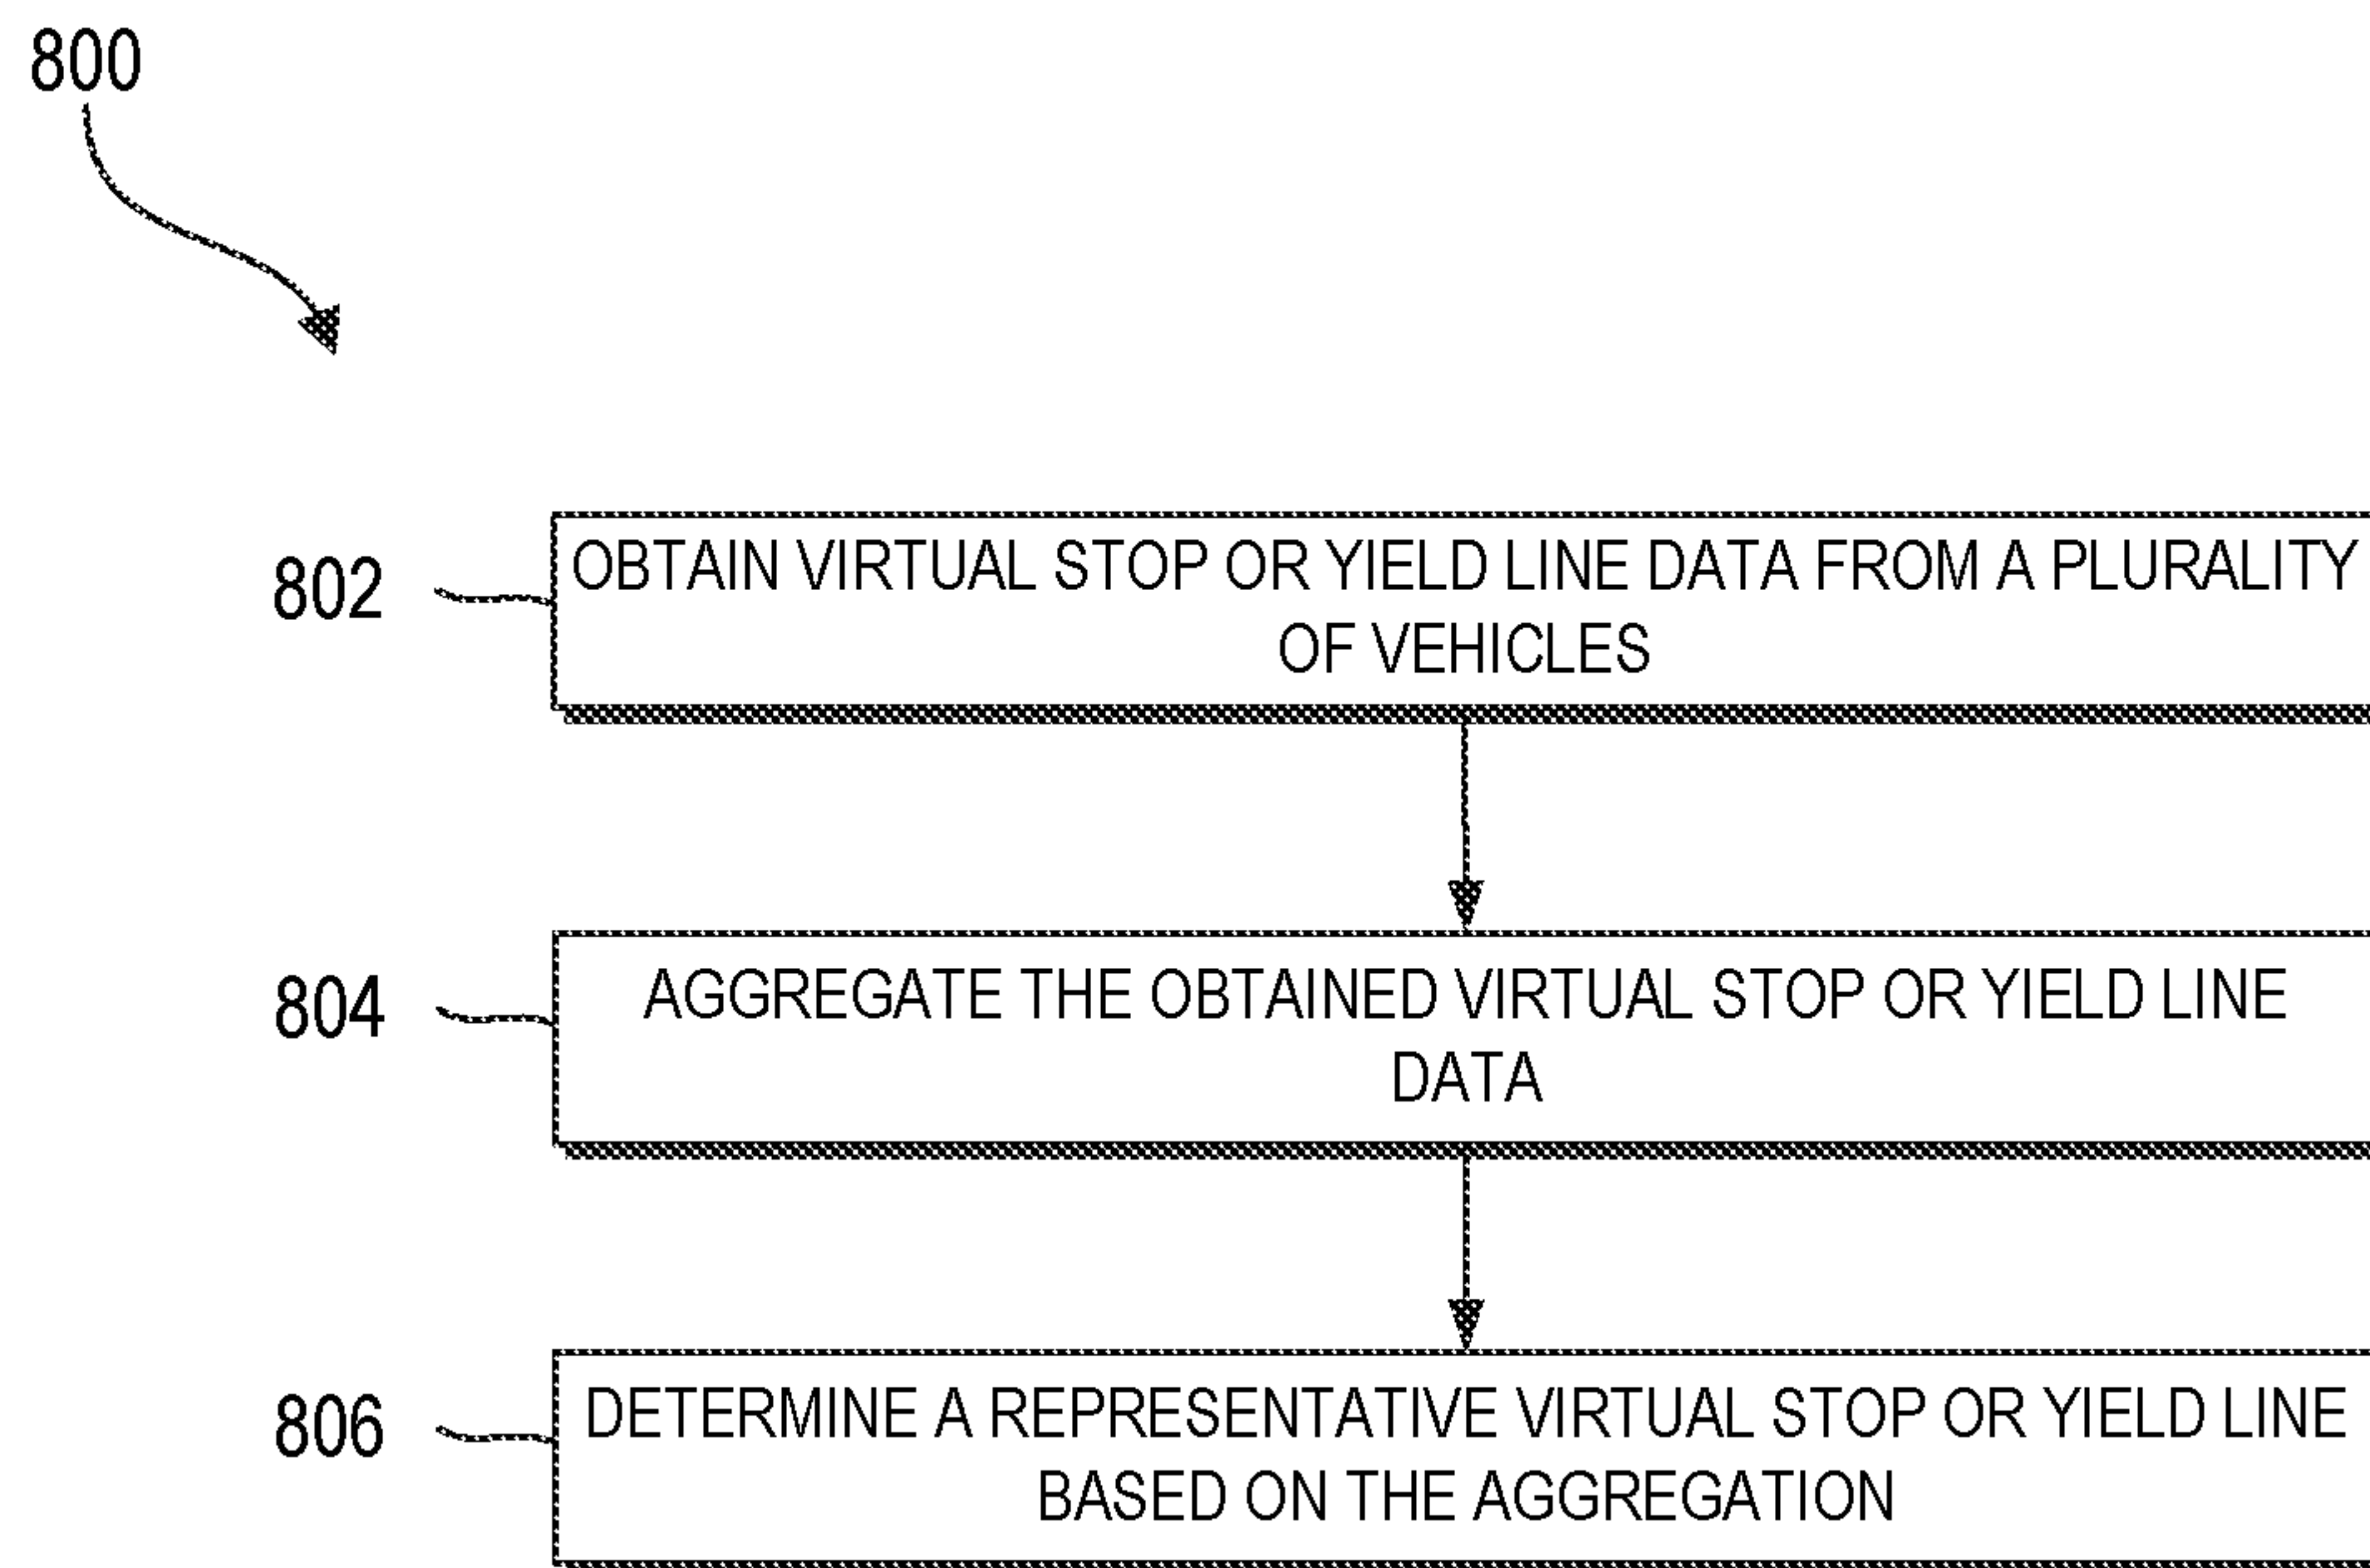 800
802
OBTAIN VIRTUAL STOP OR YIELD LINE DATA FROM A PLURALITY
OF VEHICLES
804
AGGREGATE THE OBTAINED VIRTUAL STOP OR YIELD LINE
DATA
806
DETERMINE A REPRESENTATIVE VIRTUAL STOP OR YIELD LINE
BASED ON THE AGGREGATION